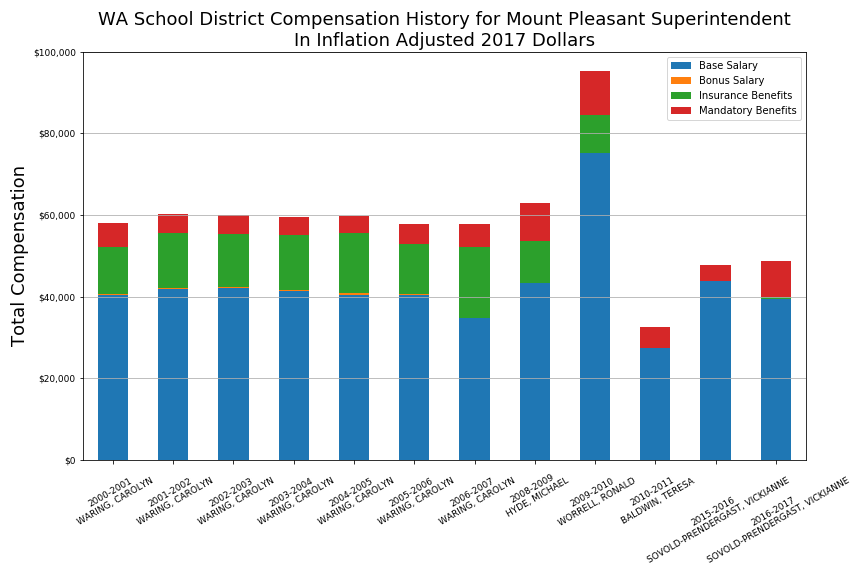 WA School District Compensation History for Mount Pleasant Superintendent
In Inflation Adjusted 2017 Dollars
Total Compensation
$100,000
$80,000
$60,000
$40,000
$20,000
$0
Base Salary
Bonus Salary
Insurance Benefits
Mandatory Benefits
2000-2001
WARING, CAROLYN
2001-2002
WARING, CAROLYN
2002-2003
WARING, CAROLYN
2003-2004
WARING, CAROLYN
2004-2005
WARING, CAROLYN
2005-2006
WARING, CAROLYN
2006-2007
WARING, CAROLYN
2008-2009
HYDE, MICHAEL
2009-2010
WORRELL, RONALD
2010-2011
BALDWIN, TERESA
2015-2016
SOVOLD-PRENDERGAST, VICKIANNE
2016-2017
SOVOLD-PRENDERGAST, VICKIANNE